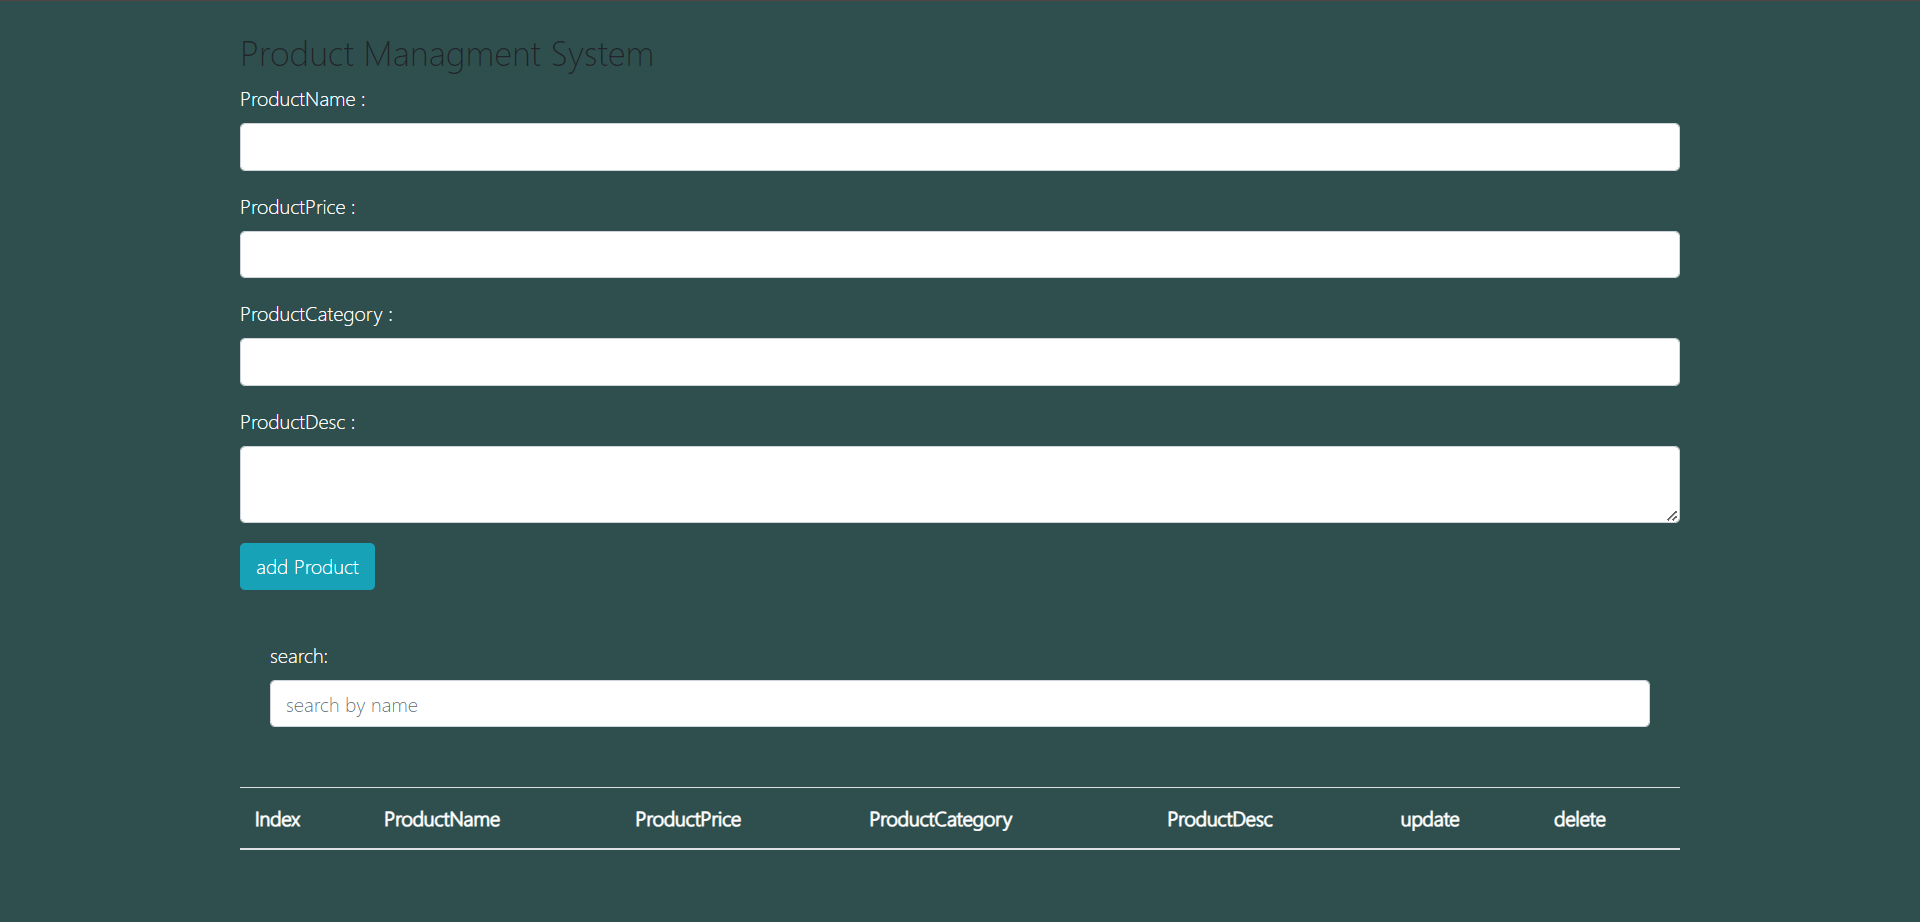 Product Managment System
ProductName :
ProductPrice :
ProductCategory :
ProductDesc :
add Product
search:
search by name
Index ProductName ProductPrice ProductCategory ProductDesc update delete